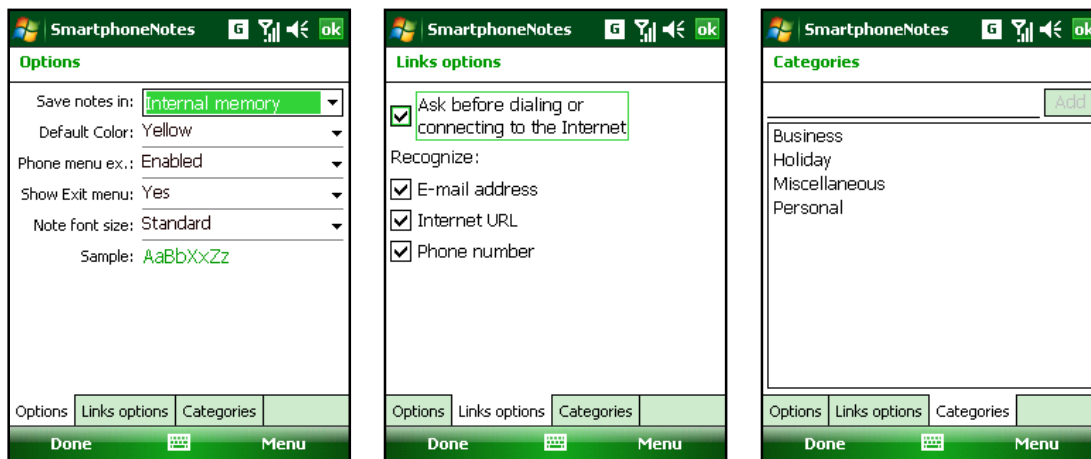 SmartphoneNotes G ok
Options
Save notes in: Internal memory
Default Color: Yellow
Phone menu ex.: Enabled
Show Exit menu: Yes
Note font size: Standard
Sample: AaBbXxZz
Options Links options Categories
Done Menu
SmartphoneNotes G ok
Links options
Ask before dialing or
connecting to the Internet
Recognize:
E-mail address
Internet URL
Phone number
Options Links options Categories
Done Menu
SmartphoneNotes G ok
Categories
Add
Business
Holiday
Miscellaneous
Personal
Options Links options Categories
Done Menu